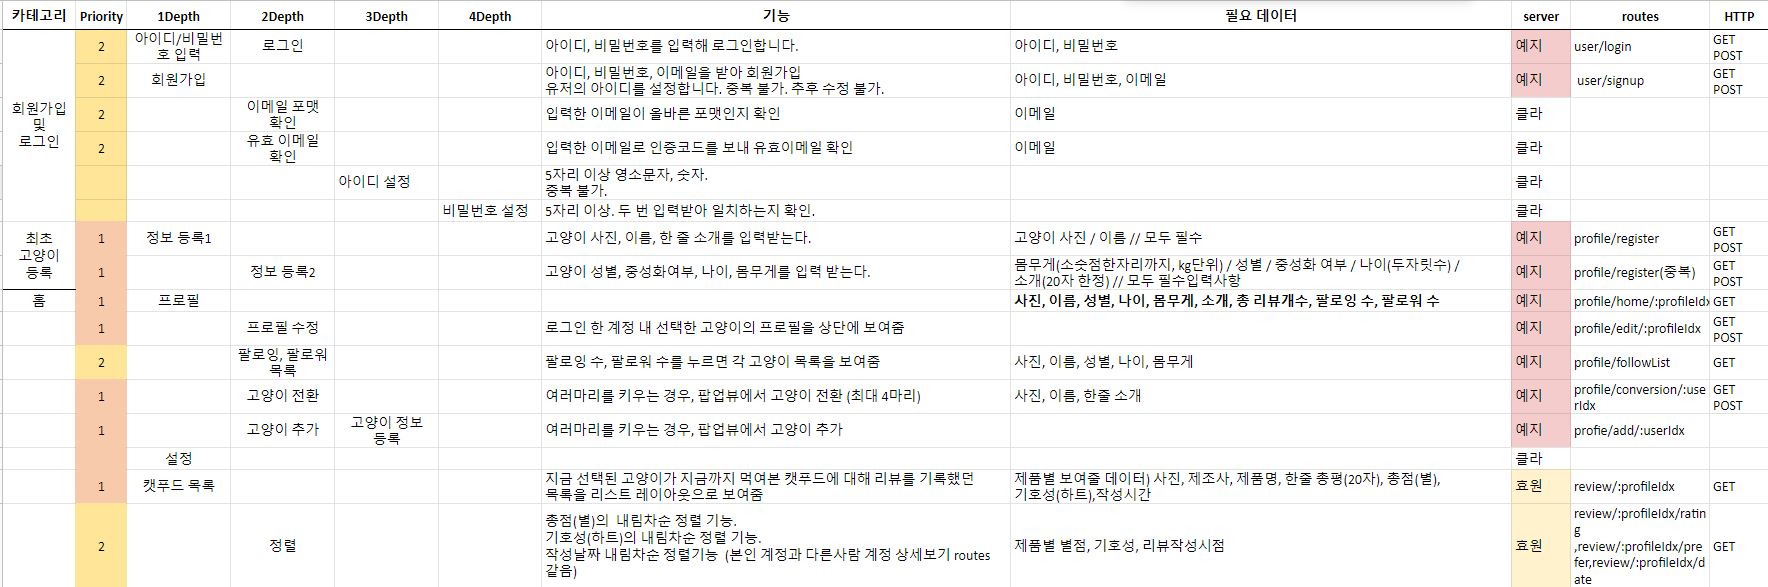 카테고리 Priority 1Depth 2Depth 3Depth 4Depth 기능 필요 데이터 server routes HTTP
회원가입
및
로그인
2 아이디/비밀번
호 입력 로그인 아이디, 비밀번호를 입력해 로그인합니다. 아이디, 비밀번호 예지 user/login GET
POST
2 회원가입 아이디, 비밀번호, 이메일을 받아 회원가입
유저의 아이디를 설정합니다. 중복 불가. 추후 수정 불가. 아이디, 비밀번호, 이메일 예지 user/signup GET
POST
2 이메일 포맷
확인 입력한 이메일이 올바른 포맷인지 확인 이메일 클라
2 유효 이메일
확인 입력한 이메일로 인증코드를 보내 유효이메일 확인 이메일 클라
아이디 설정 5자리 이상 영소문자, 숫자.
중복 불가. 클라
비밀번호 설정 5자리 이상. 두 번 입력받아 일치하는지 확인. 클라
최초
고양이
등록
1 정보 등록1 고양이 사진, 이름, 한 줄 소개를 입력받는다. 고양이 사진 / 이름 // 모두 필수 예지 profile/register GET
POST
1 정보 등록2 고양이 성별, 중성화여부, 나이, 몸무게를 입력 받는다. 몸무게(소숫점한자리까지, kg단위) / 성별 / 중성화 여부 / 나이(두자릿수) /
소개(20자 한정) // 모두 필수입력사항 예지 profile/register(중복) GET
POST
홈 1 프로필 사진, 이름, 성별, 나이, 몸무게, 소개, 총 리뷰개수, 팔로잉 수, 팔로워 수 예지 profile/home/:profileIdx GET
1 프로필 수정 로그인 한 계정 내 선택한 고양이의 프로필을 상단에 보여줌 예지 profile/edit/:profileIdx GET
POST
2 팔로잉, 팔로워
목록 팔로잉 수, 팔로워 수를 누르면 각 고양이 목록을 보여줌 사진, 이름, 성별, 나이, 몸무게 예지 profile/followList GET
1 고양이 전환 여러마리를 키우는 경우, 팝업뷰에서 고양이 전환 (최대 4마리) 사진, 이름, 한줄 소개 예지 profile/conversion/:use
rIdx GET
POST
1 고양이 추가 고양이 정보
등록 여러마리를 키우는 경우, 팝업뷰에서 고양이 추가 예지 profie/add/:userIdx
설정 클라
1 캣푸드 목록 지금 선택된 고양이가 지금까지 먹여본 캣푸드에 대해 리뷰를 기록했던
목록을 리스트 레이아웃으로 보여줌 제품별 보여줄 데이터) 사진, 제조사, 제품명, 한줄 총평(20자), 총점(별),
기호성(하트),작성시간 효원 review/:profileIdx GET
2 정렬 총점(별)의 내림차순 정렬 기능.
기호성(하트)의 내림차순 정렬 기능.
작성날짜 내림차순 정렬기능 (본인 계정과 다른사람 계정 상세보기 routes
같음) 제품별 별점, 기호성, 리뷰작성시점 효원 review/:profileIdx/ratin
g
,review/:profileIdx/pre
fer,review/:profileIdx/d
ate GET